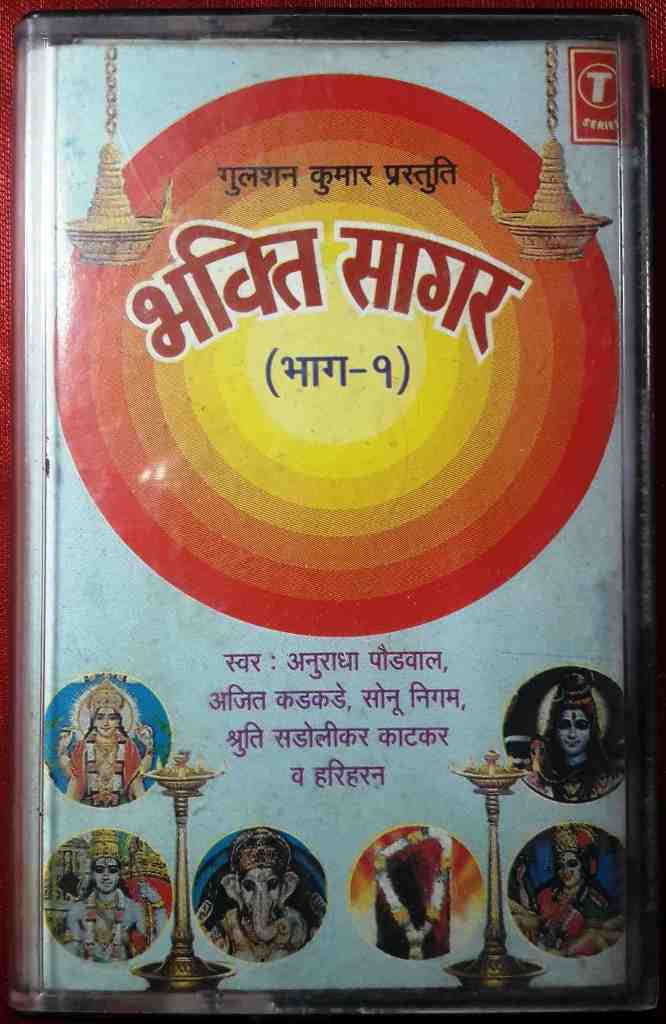 T
SERIES
गुलशन कुमार प्रस्तुति
भक्ति सागर
(भाग-१)
स्वर : अनुराधा पौडवाल,
अजित कडकडे, सोनू निगम,
श्रुति सडोलीकर काटकर
व हरिहरन